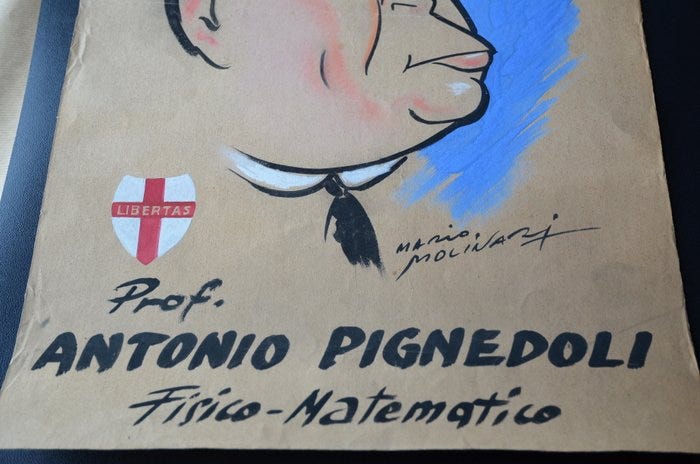 LIBERTAS
MARIO
MOLINARI
Prof.
ANTONIO PIGNEDOLI
Fisico-Matematico